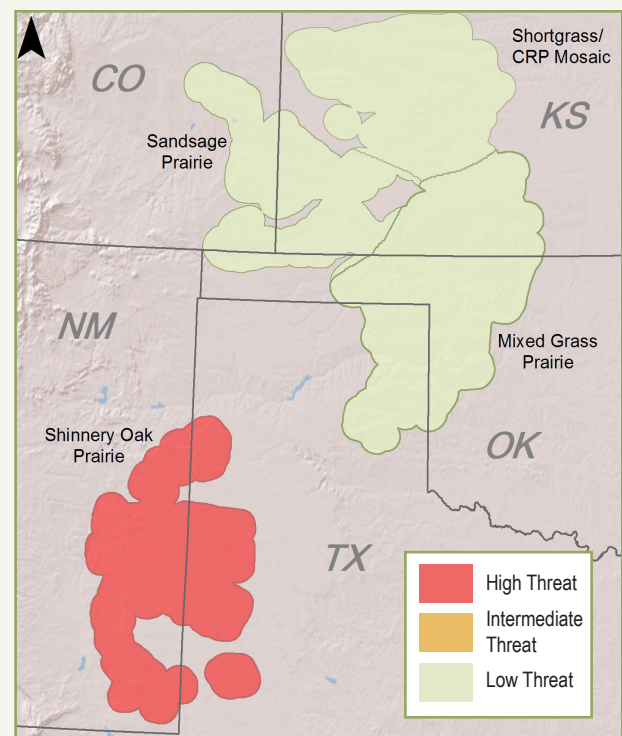 CO
Shortgrass/
CRP Mosaic
KS
Sandsage
Prairie
NM
Mixed Grass
Prairie
Shinnery Oak
Prairie
OK
TX
High Threat
Intermediate
Threat
Low Threat